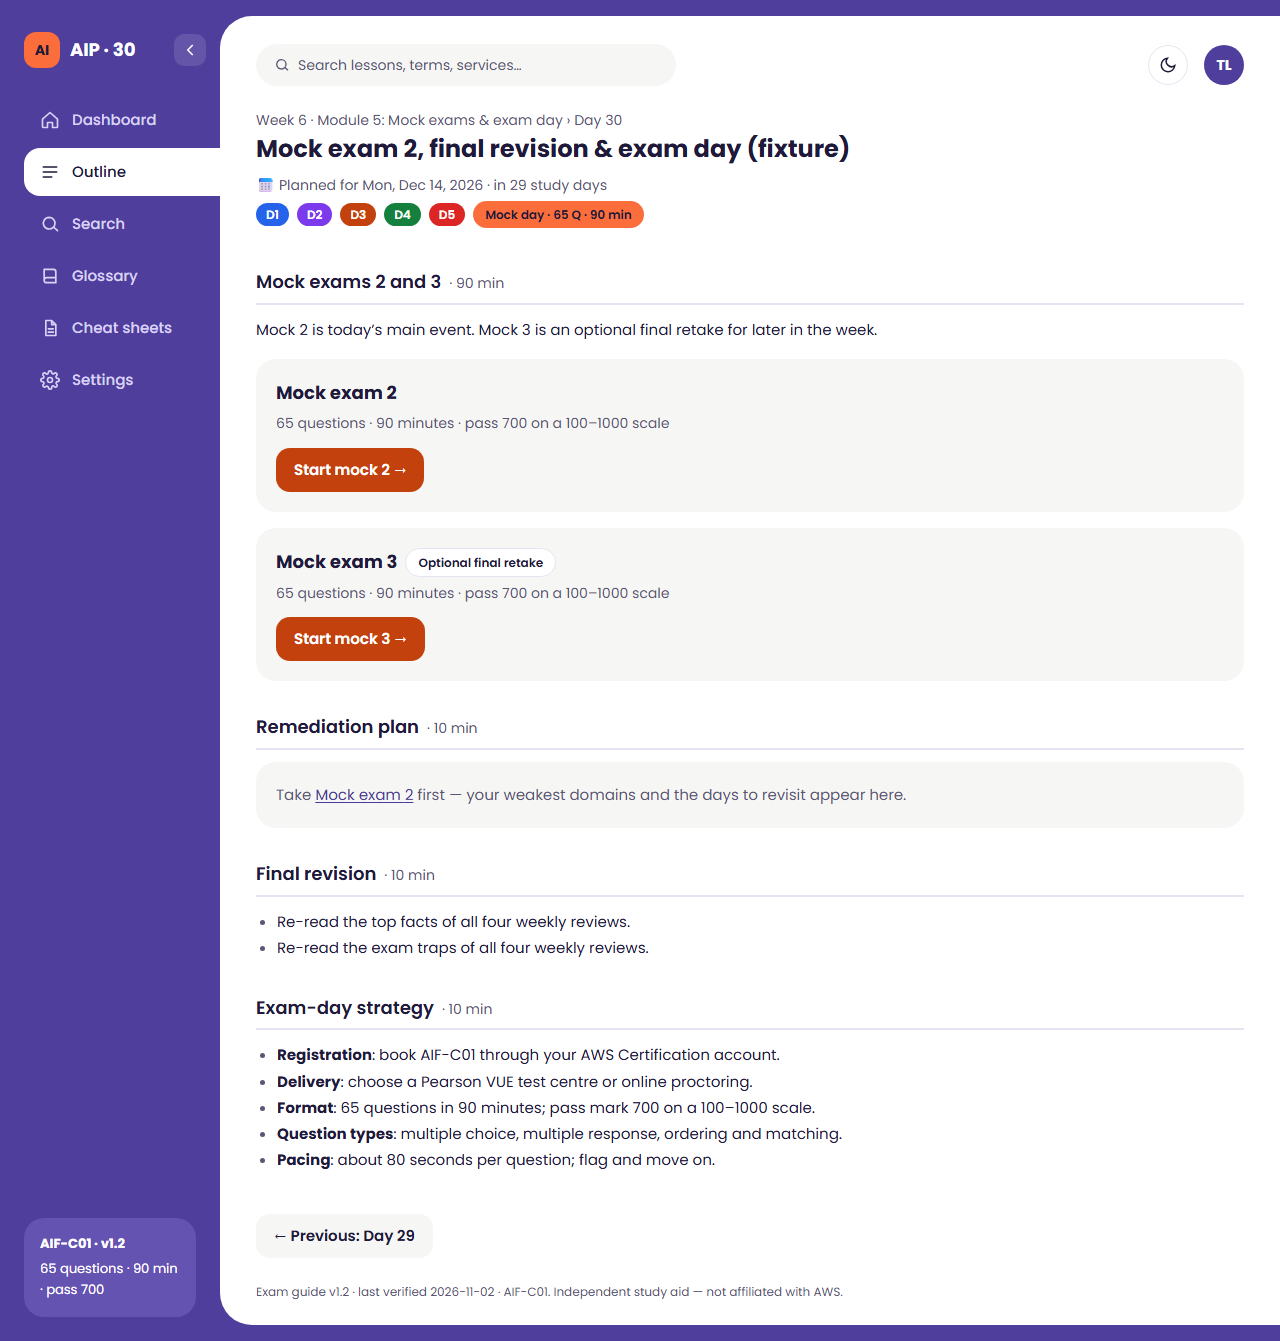 AI
AIP · 30
Dashboard
Outline
Search
Glossary
Cheat sheets
Settings
AIF-C01 · v1.2
65 questions · 90 min
· pass 700
Search lessons, terms, services...
TL
Week 6 · Module 5: Mock exams & exam day › Day 30
Mock exam 2, final revision & exam day (fixture)
Planned for Mon, Dec 14, 2026 · in 29 study days
D1 D2 D3 D4 D5 Mock day · 65 Q · 90 min
Mock exams 2 and 3 · 90 min
Mock 2 is today's main event. Mock 3 is an optional final retake for later in the week.
Mock exam 2
65 questions · 90 minutes · pass 700 on a 100–1000 scale
Start mock 2 →
Mock exam 3 Optional final retake
65 questions · 90 minutes · pass 700 on a 100–1000 scale
Start mock 3 →
Remediation plan · 10 min
Take Mock exam 2 first — your weakest domains and the days to revisit appear here.
Final revision · 10 min
• Re-read the top facts of all four weekly reviews.
• Re-read the exam traps of all four weekly reviews.
Exam-day strategy · 10 min
• Registration: book AIF-C01 through your AWS Certification account.
• Delivery: choose a Pearson VUE test centre or online proctoring.
• Format: 65 questions in 90 minutes; pass mark 700 on a 100–1000 scale.
• Question types: multiple choice, multiple response, ordering and matching.
• Pacing: about 80 seconds per question; flag and move on.
← Previous: Day 29
Exam guide v1.2 · last verified 2026-11-02 · AIF-C01. Independent study aid — not affiliated with AWS.